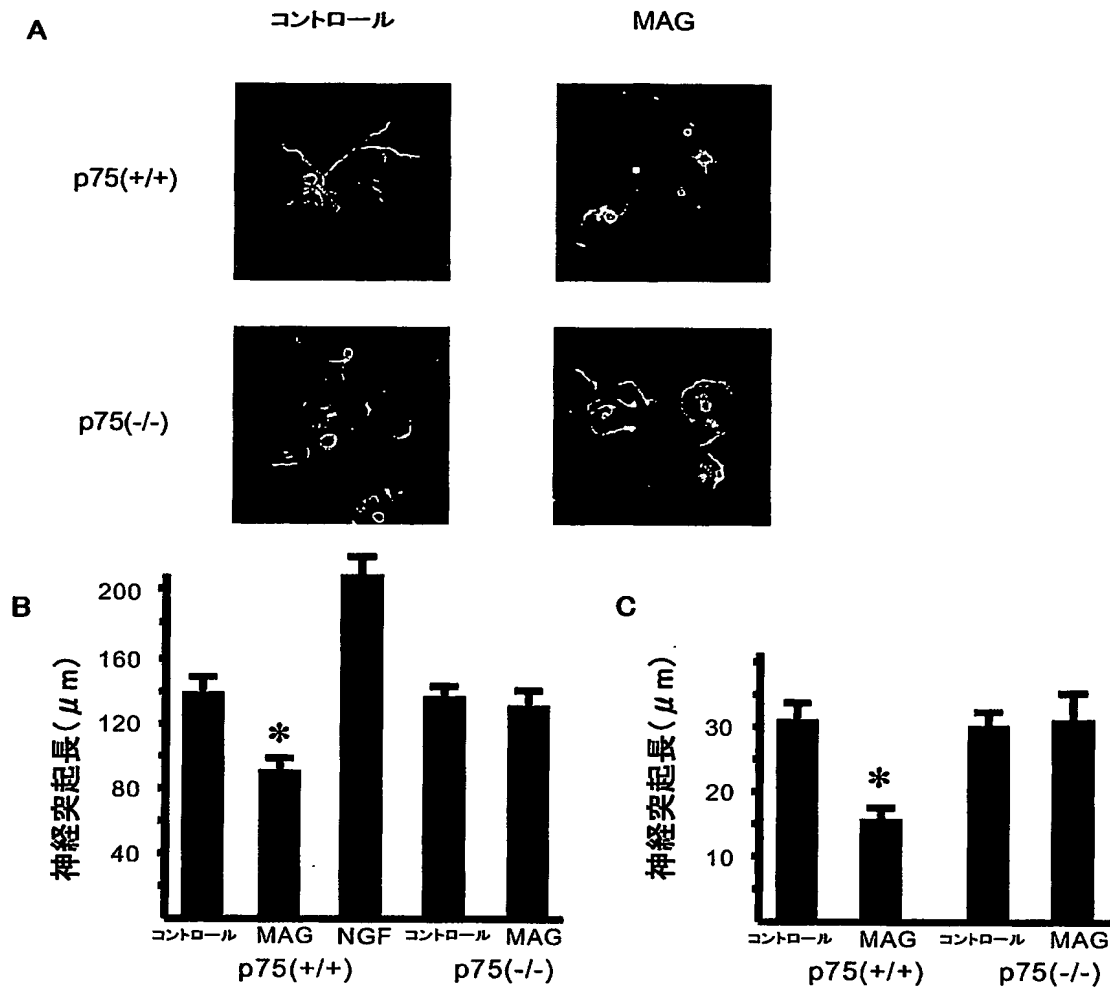 A
コントロール MAG
p75(+/+)
p75(-/-)
B
神経突起長(μm)
200
160
120
80
40
*
コントロール MAG NGF コントロール MAG
p75(+/+) p75(-/-)
C
神経突起長(μm)
30
20
10
*
コントロール MAG コントロール MAG
p75(+/+) p75(-/-)